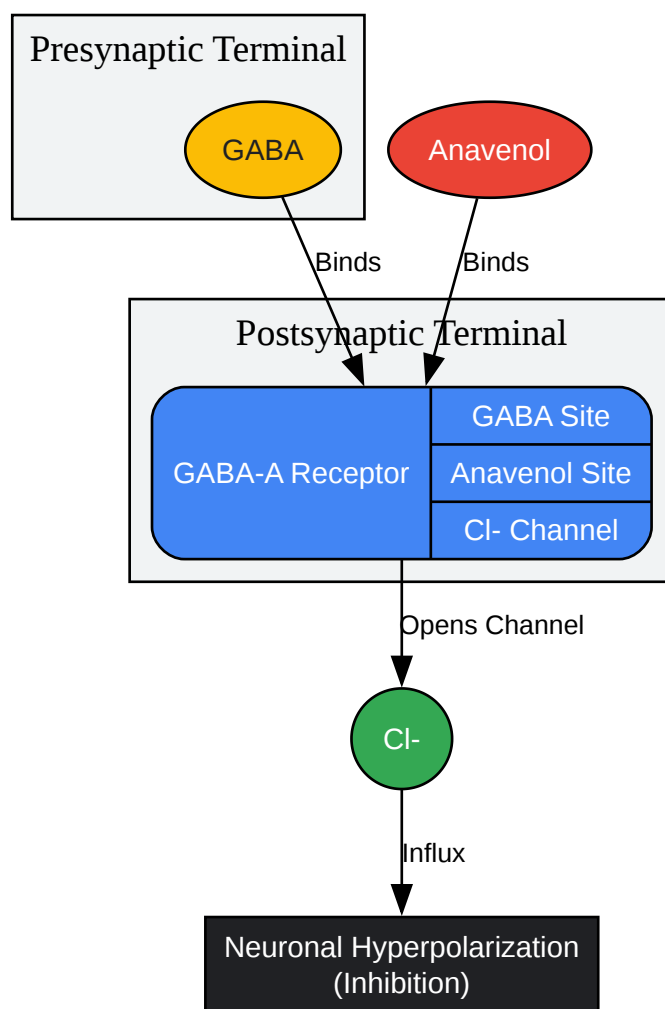 Presynaptic Terminal
GABA
Anavenol
Binds
Binds
Postsynaptic Terminal
GABA-A Receptor
GABA Site
Anavenol Site
Cl- Channel
Opens Channel
Cl-
Influx
Neuronal Hyperpolarization
(Inhibition)